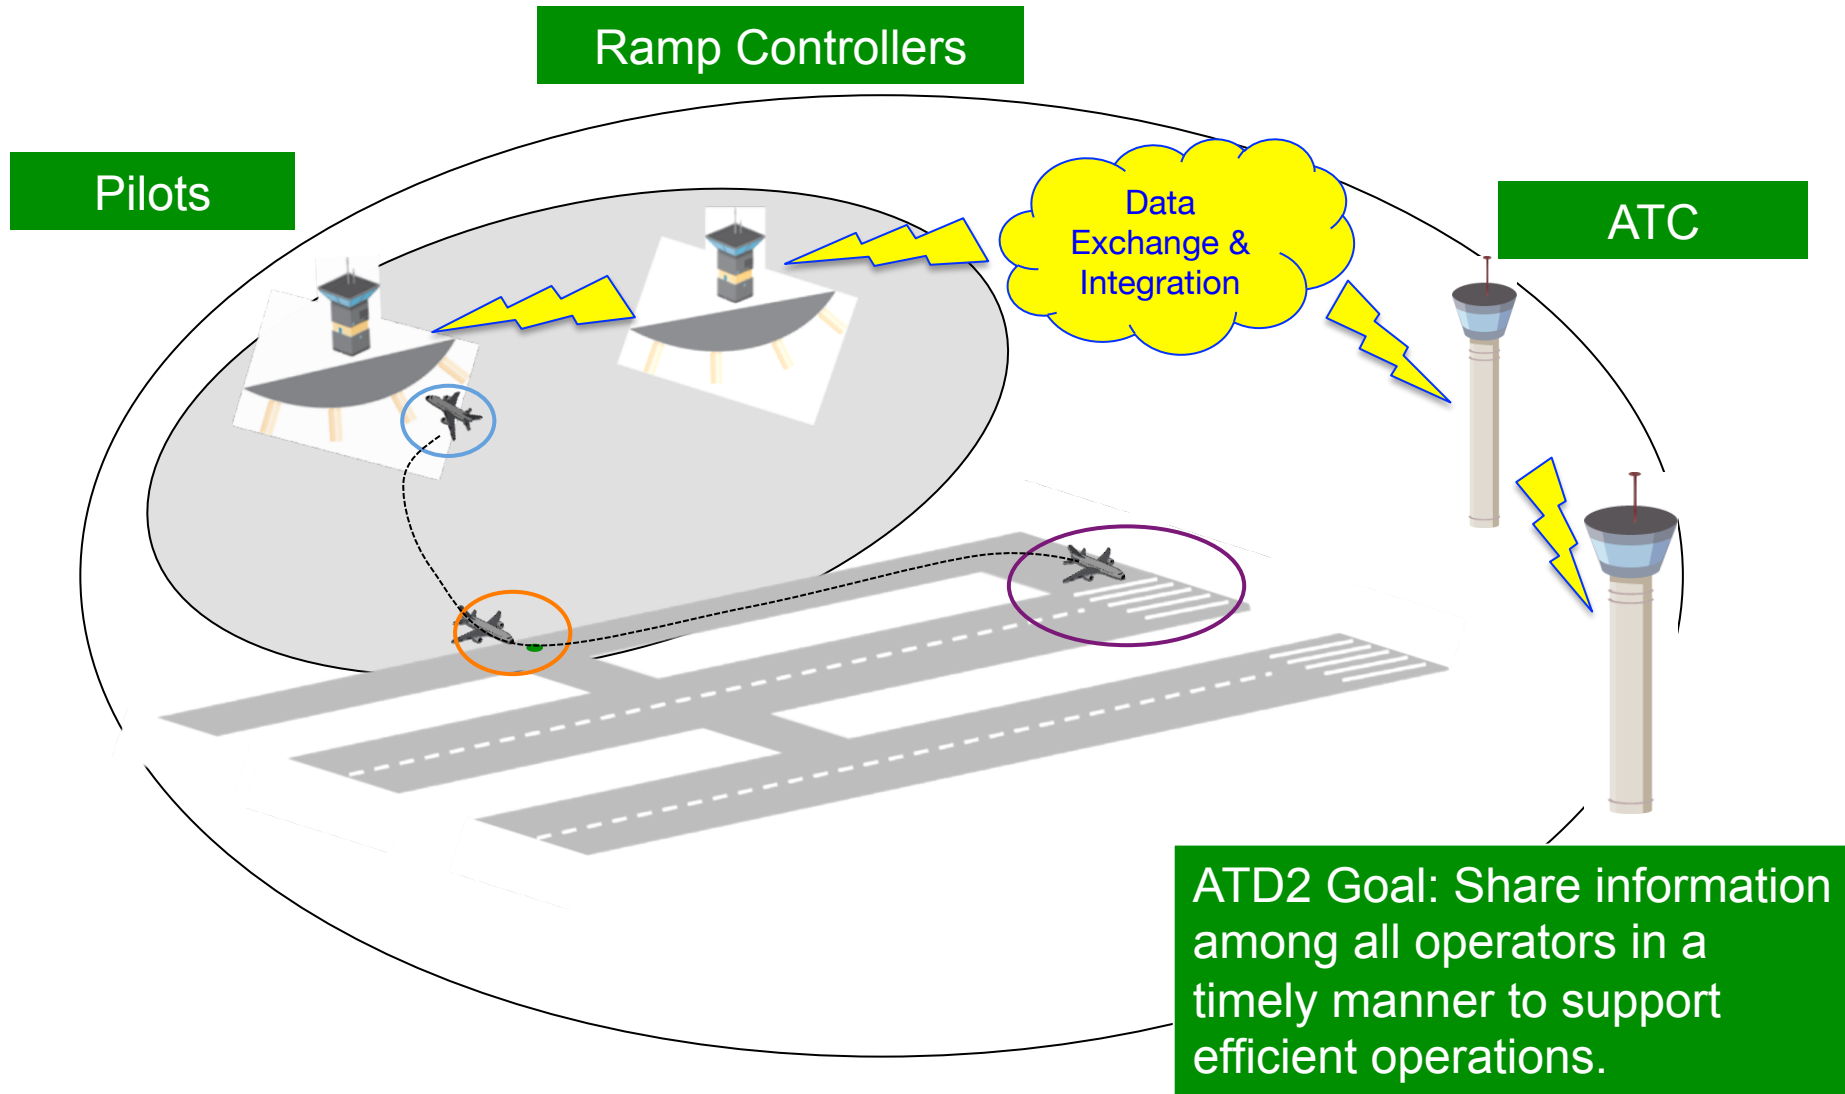 Ramp Controllers
Pilots
ATC
Data
Exchange &
Integration
ATD2 Goal: Share information
among all operators in a
timely manner to support
efficient operations.